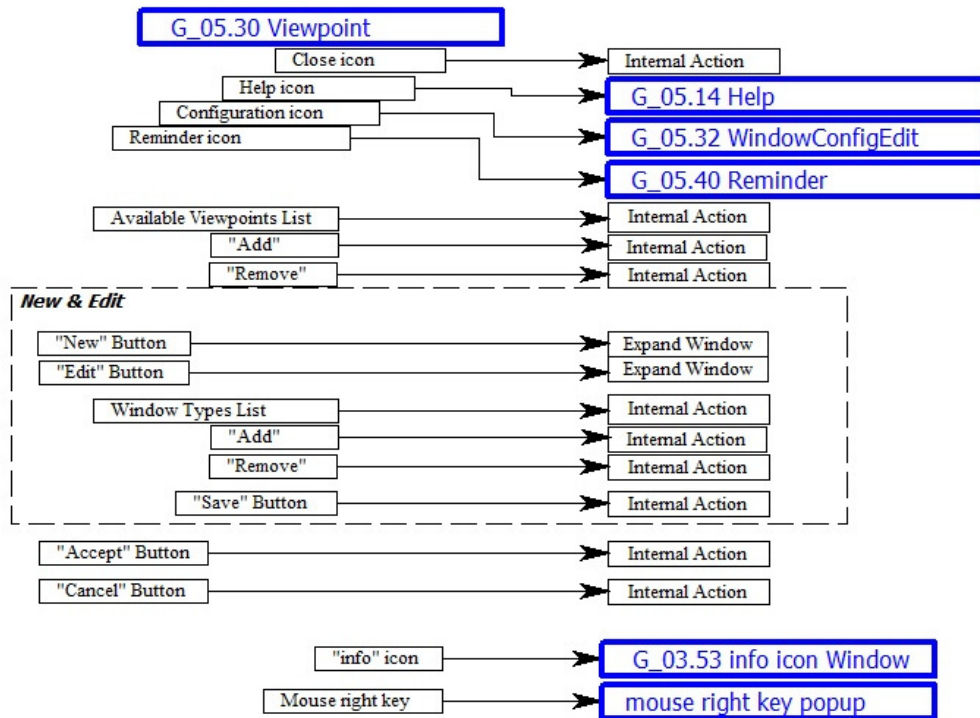 G_05.30 Viewpoint
Close icon
Internal Action
Help icon
G_05.14 Help
Configuration icon
G_05.32 WindowConfigEdit
Reminder icon
G_05.40 Reminder
Available Viewpoints List
Internal Action
"Add"
Internal Action
"Remove"
Internal Action
New & Edit
"New" Button
Expand Window
"Edit" Button
Expand Window
Window Types List
Internal Action
"Add"
Internal Action
"Remove"
Internal Action
"Save" Button
Internal Action
"Accept" Button
Internal Action
"Cancel" Button
Internal Action
"info" icon
G_03.53 info icon Window
Mouse right key
mouse right key popup